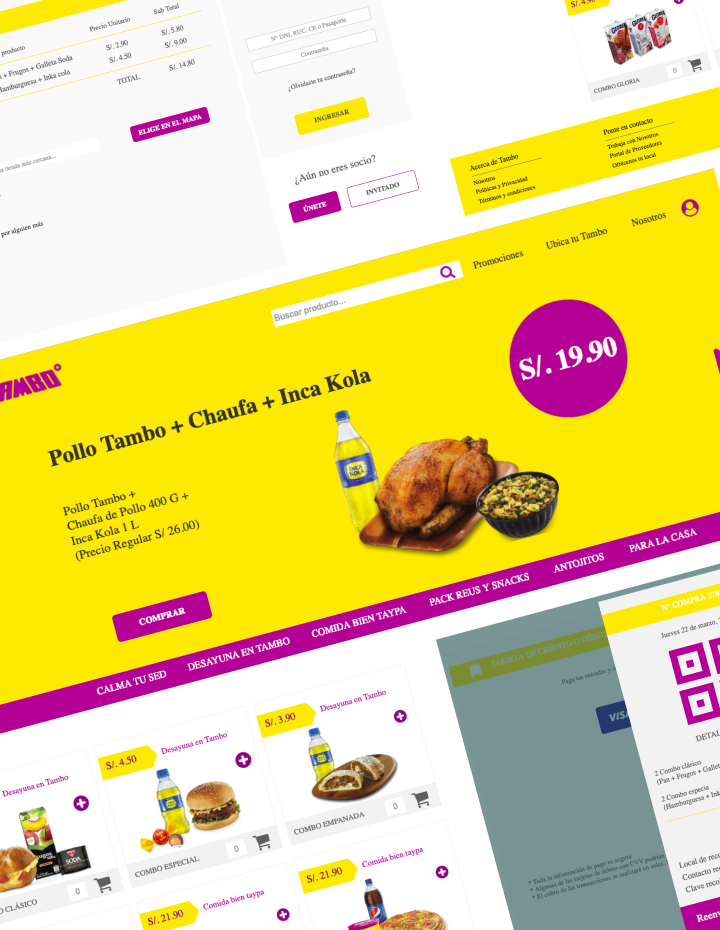 producto Precio Unitario Sub Total
+ Frugos + Galleta Soda S/. 2.90 S/. 5.80
Hamburguesa + Inka cola S/. 4.50 S/. 9.00
TOTAL S/. 14.80
ELIGE EN EL MAPA
tienda más cercana...
por alguien más
N° DNI, RUC, CE o Pasaporte
Contraseña
¿Olvidaste tu contraseña?
INGRESAR
¿Aún no eres socio?
ÚNETE
INVITADO
COMBO GLORIA
0
Acerca de Tambo
Nosotros
Políticas y Privacidad
Términos y condiciones
Ponte en contacto
Trabaja con Nosotros
Portal de Proveedores
Ofrécenos tu local
TAMBO
Buscar producto...
Promociones
Ubica tu Tambo
Nosotros
Pollo Tambo + Chaufa + Inca Kola
S/. 19.90
Pollo Tambo +
Chaufa de Pollo 400 G +
Inca Kola 1 L
(Precio Regular S/ 26.00)
INCA KOLA
COMPRAR
CALMA TU SED
DESAYUNA EN TAMBO
COMIDA BIEN TAYPA
PACK REUS Y SNACKS
ANTOJITOS
PARA LA CASA
Desayuna en Tambo
SODA
O CLÁSICO
0
S/. 4.50
Desayuna en Tambo
COMBO ESPECIAL
0
S/. 3.90
Desayuna en Tambo
COMBO EMPANADA
0
S/. 21.90
Comida bien taypa
S/. 21.90
Comida bien taypa
TARJETA DE CRÉDITO O
Paga tus entradas y
VISA
* Toda la información de pago es segura
* Algunas de las tarjetas de débito con CVV podrían
* El cobro de las transacciones se realizará en soles.
N° COMPRA 278
Jueves 22 de marzo,
DETAL
2 Combo clásico
(Pan + Frugos + Gallet
2 Combo especia
(Hamburguesa + Ink
Local de reco
Contacto rec
Clave reco
Reenv